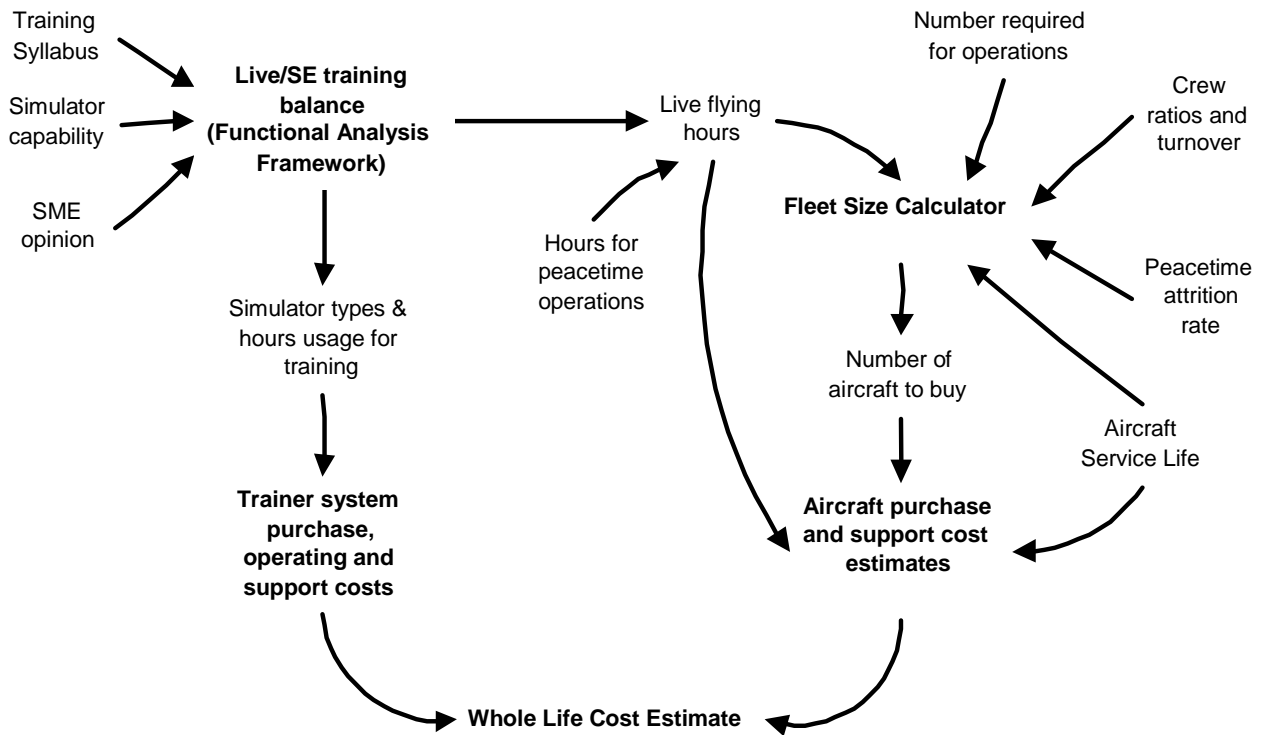 Training
Syllabus
Simulator
capability
SME
opinion
Live/SE training
balance
(Functional Analysis
Framework)
Live flying
hours
Number required
for operations
Crew
ratios and
turnover
Hours for
peacetime
operations
Fleet Size Calculator
Peacetime
attrition
rate
Simulator types &
hours usage for
training
Number of
aircraft to buy
Aircraft
Service Life
Trainer system
purchase,
operating and
support costs
Aircraft purchase
and support cost
estimates
Whole Life Cost Estimate